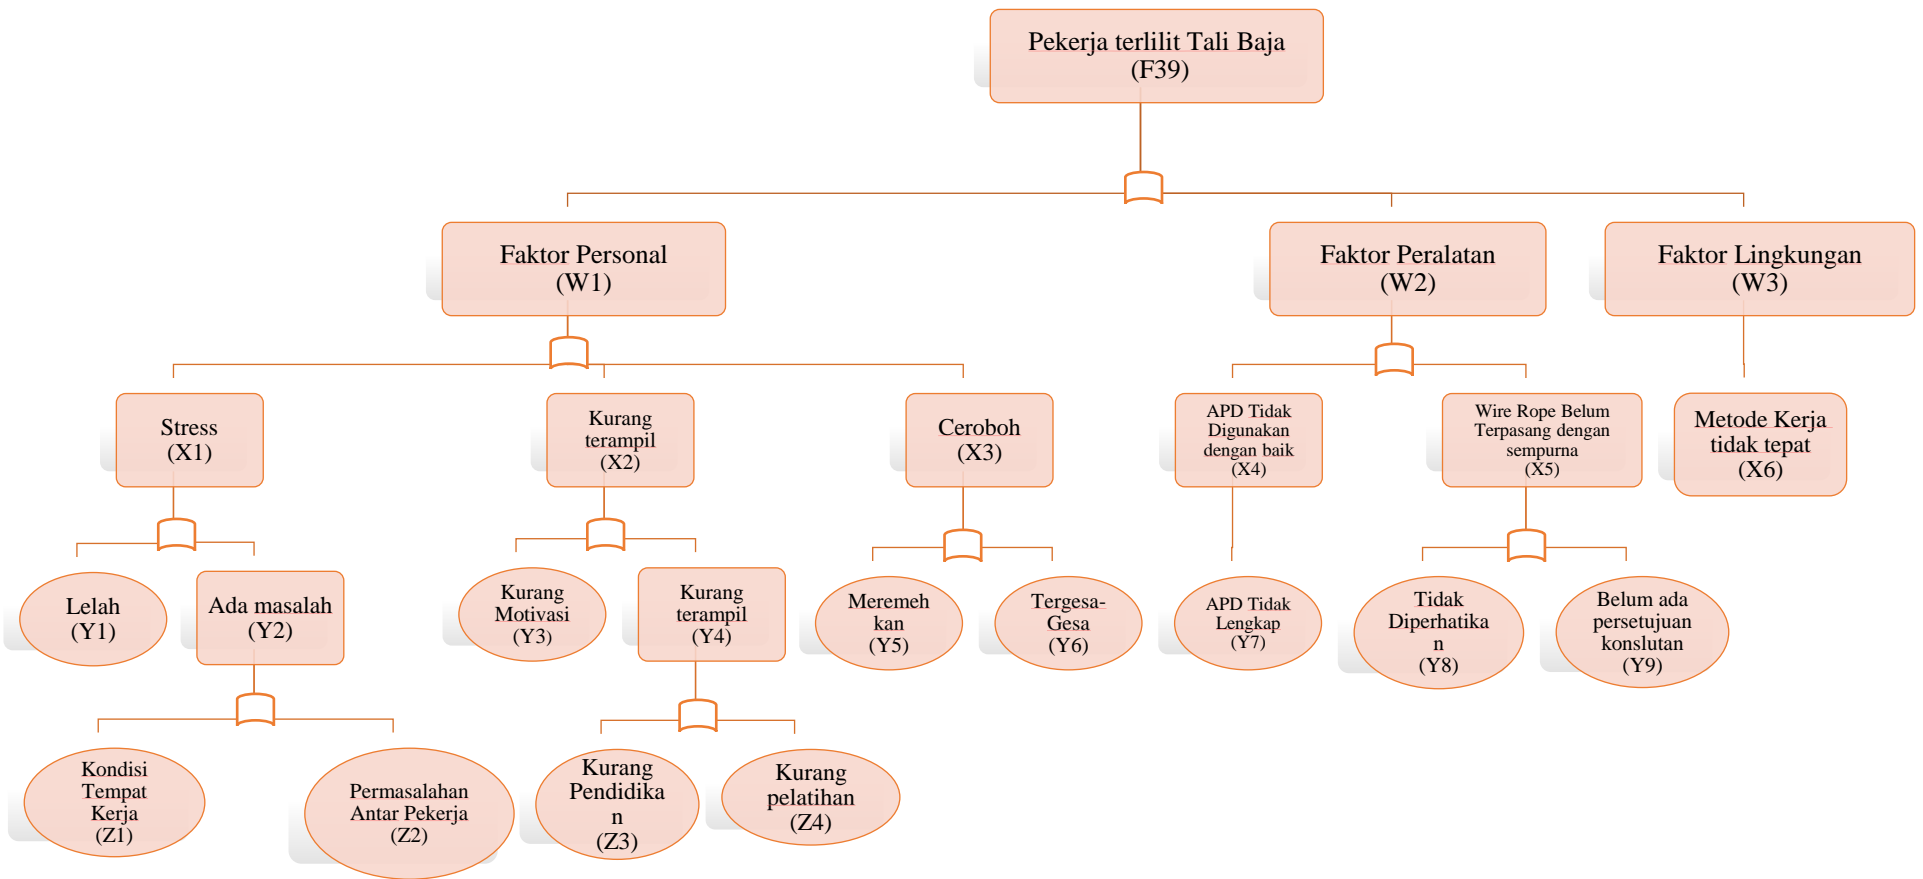 Pekerja terlilit Tali Baja
(F39)
Faktor Personal
(W1)
Faktor Peralatan
(W2)
Faktor Lingkungan
(W3)
Stress
(X1)
Kurang
terampil
(X2)
Ceroboh
(X3)
APD Tidak
Digunakan
dengan baik
(X4)
Wire Rope Belum
Terpasang dengan
sempurna
(X5)
Metode Kerja
tidak tepat
(X6)
Lelah
(Y1)
Ada masalah
(Y2)
Kurang
Motivasi
(Y3)
Kurang
terampil
(Y4)
Meremeh
kan
(Y5)
Tergesa-
Gesa
(Y6)
APD Tidak
Lengkap
(Y7)
Tidak
Diperhatika
n
(Y8)
Belum ada
persetujuan
konslutan
(Y9)
Kondisi
Tempat
Kerja
(Z1)
Permasalahan
Antar Pekerja
(Z2)
Kurang
Pendidika
n
(Z3)
Kurang
pelatihan
(Z4)